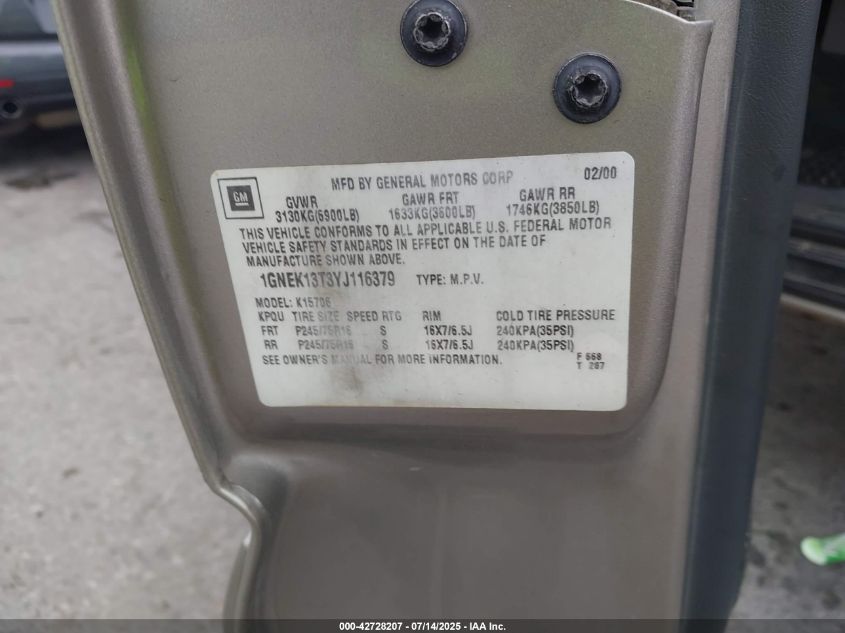 GM
MFD BY GENERAL MOTORS CORP 02/00
GVWR GAWR FRT GAWR RR
3130KG(6900LB) 1633KG(3600LB) 1746KG(3850LB)
THIS VEHICLE CONFORMS TO ALL APPLICABLE U.S. FEDERAL MOTOR
VEHICLE SAFETY STANDARDS IN EFFECT ON THE DATE OF
MANUFACTURE SHOWN ABOVE.
1GNEK13T3YJ116379 TYPE: M.P.V.
MODEL: K15706
KPQU TIRE SIZE SPEED RTG RIM COLD TIRE PRESSURE
FRT P245/75R16 S 16X7/6.5J 240KPA(35PSI)
RR P245/75R16 S 16X7/6.5J 240KPA(35PSI)
SEE OWNER'S MANUAL FOR MORE INFORMATION.
F 668
T 267
000-42728207 - 07/14/2025 - IAA Inc.